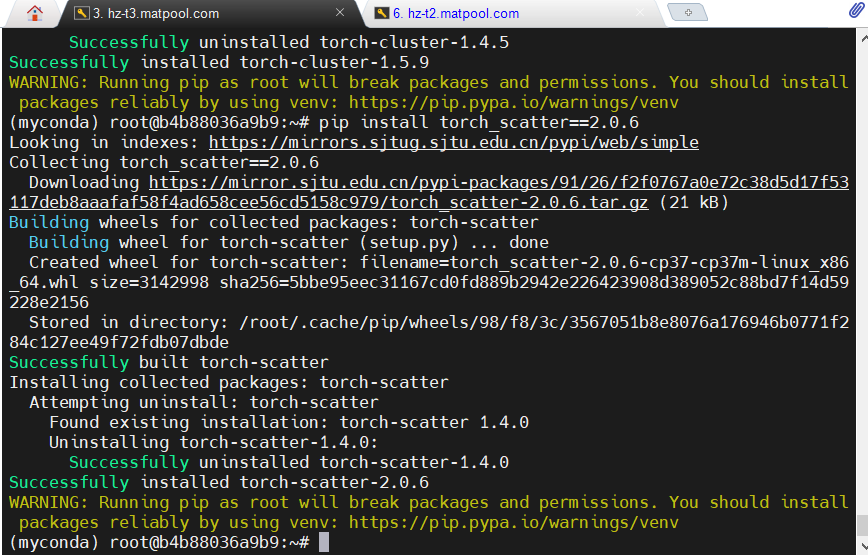 3. hz-t3.matpool.com
6. hz-t2.matpool.com
Successfully uninstalled torch-cluster-1.4.5
Successfully installed torch-cluster-1.5.9
WARNING: Running pip as root will break packages and permissions. You should install
packages reliably by using venv: https://pip.pypa.io/warnings/venv
(myconda) root@b4b88036a9b9:~# pip install torch_scatter==2.0.6
Looking in indexes: https://mirrors.sjtug.sjtu.edu.cn/pypi/web/simple
Collecting torch_scatter==2.0.6
Downloading https://mirror.sjtu.edu.cn/pypi-packages/91/26/f2f0767a0e72c38d5d17f53
117deb8aaafaf58f4ad658cee56cd5158c979/torch_scatter-2.0.6.tar.gz (21 kB)
Building wheels for collected packages: torch-scatter
Building wheel for torch-scatter (setup.py) ... done
Created wheel for torch-scatter: filename=torch_scatter-2.0.6-cp37-cp37m-linux_x86
_64.whl size=3142998 sha256=5bbe95eec31167cd0fd889b2942e226423908d389052c88bd7f14d59
228e2156
Stored in directory: /root/.cache/pip/wheels/98/f8/3c/3567051b8e8076a176946b0771f2
84c127ee49f72fdb07dbde
Successfully built torch-scatter
Installing collected packages: torch-scatter
Attempting uninstall: torch-scatter
Found existing installation: torch-scatter 1.4.0
Uninstalling torch-scatter-1.4.0:
Successfully uninstalled torch-scatter-1.4.0
Successfully installed torch-scatter-2.0.6
WARNING: Running pip as root will break packages and permissions. You should install
packages reliably by using venv: https://pip.pypa.io/warnings/venv
(myconda) root@b4b88036a9b9:~#